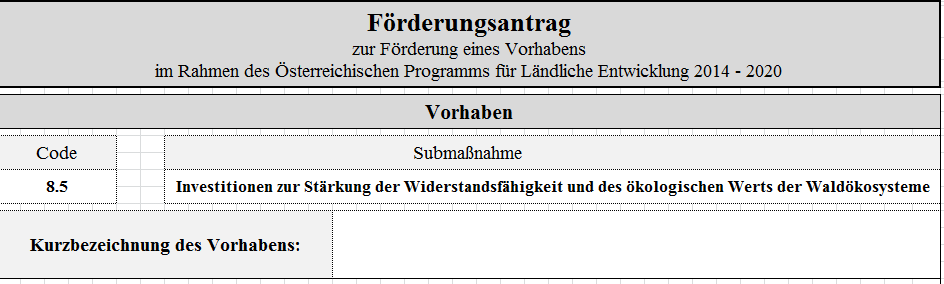 Förderungsantrag
zur Förderung eines Vorhabens
im Rahmen des Österreichischen Programms für Ländliche Entwicklung 2014 - 2020
Vorhaben
Code Submaßnahme
8.5 Investitionen zur Stärkung der Widerstandsfähigkeit und des ökologischen Werts der Waldökosysteme
Kurzbezeichnung des Vorhabens: